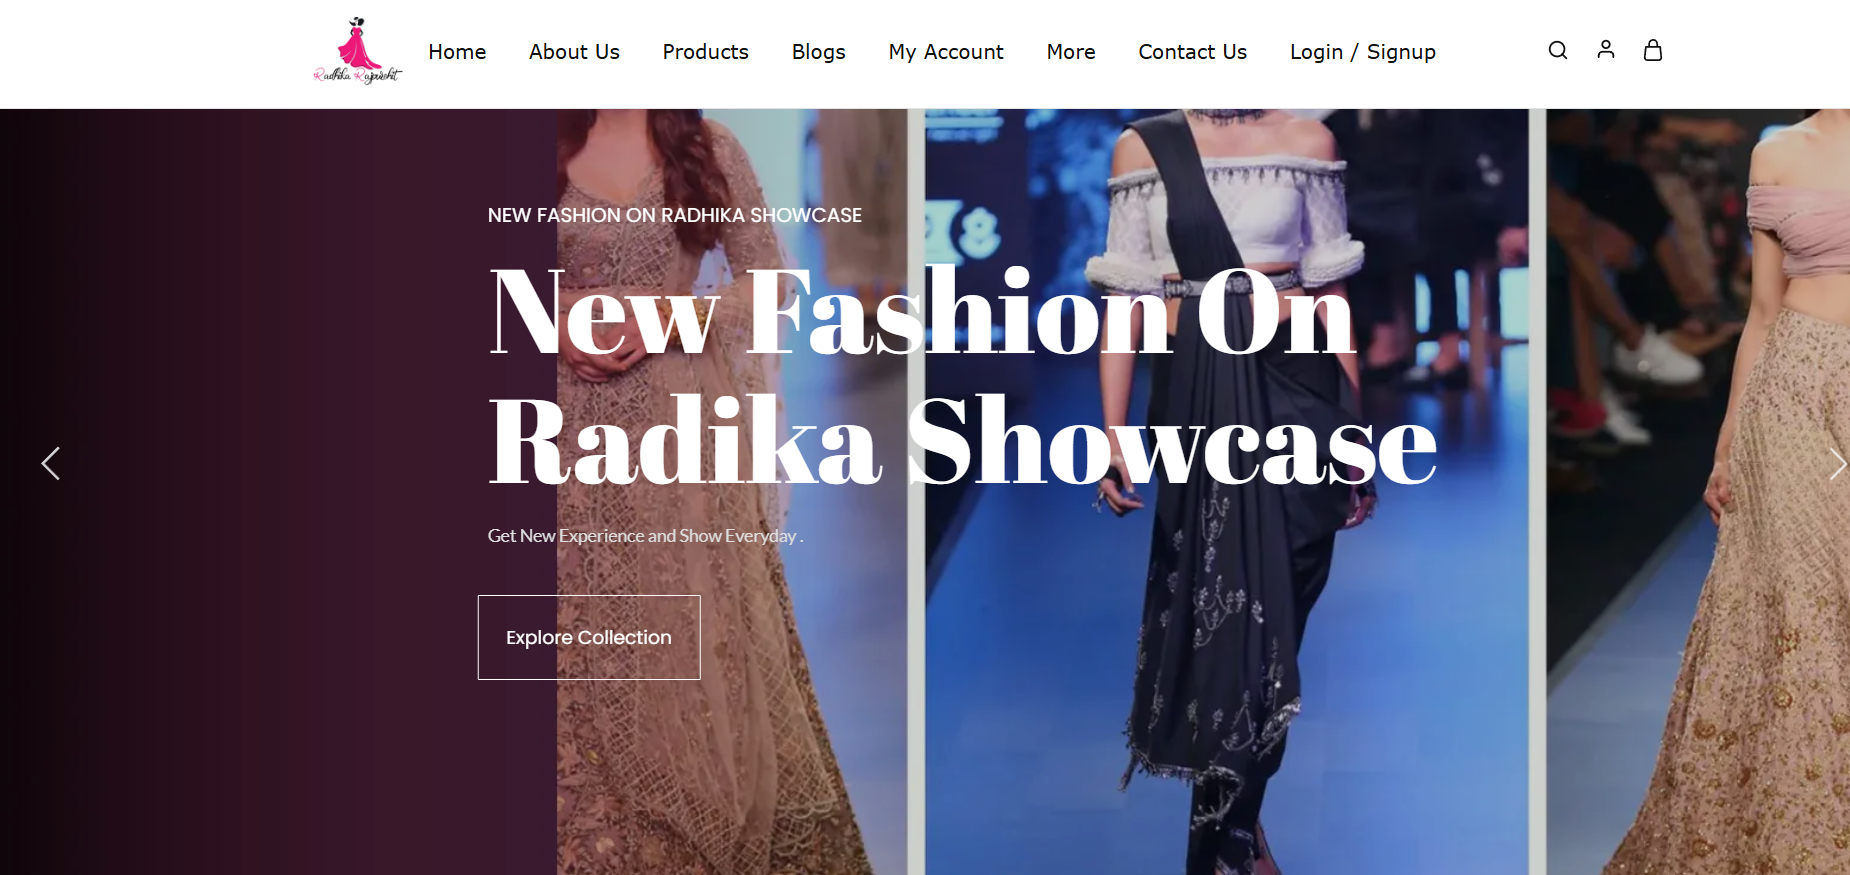 Radhika Rajpurohit
Home About Us Products Blogs My Account More Contact Us Login / Signup
NEW FASHION ON RADHIKA SHOWCASE
New Fashion On
Radika Showcase
Get New Experience and Show Everyday .
Explore Collection